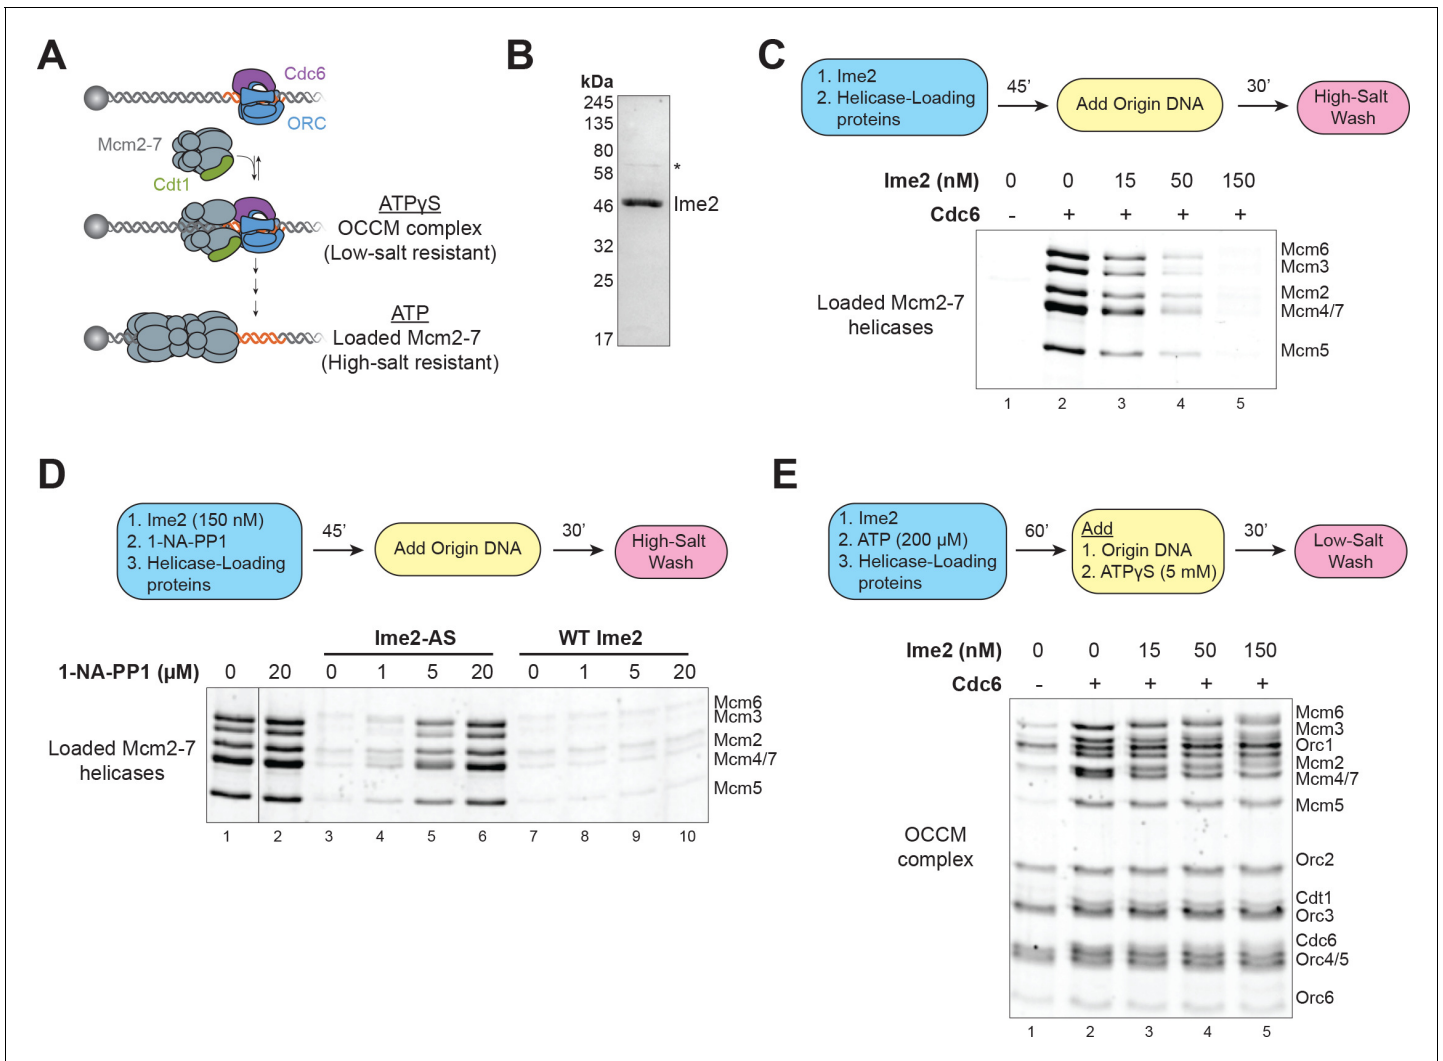 A
Cdc6
ORC
Mcm2-7
Cdt1
ATPγS
OCCM complex
(Low-salt resistant)
ATP
Loaded Mcm2-7
(High-salt resistant)
B
kDa
245
135
80
58
46
32
25
17
*
Ime2
C
1. Ime2
2. Helicase-Loading
proteins
45’
Add Origin DNA
30’
High-Salt
Wash
Ime2 (nM) 0 0 15 50 150
Cdc6 - + + + +
Loaded Mcm2-7
helicases
Mcm6
Mcm3
Mcm2
Mcm4/7
Mcm5
1 2 3 4 5
D
1. Ime2 (150 nM)
2. 1-NA-PP1
3. Helicase-Loading
proteins
45’
Add Origin DNA
30’
High-Salt
Wash
Ime2-AS WT Ime2
1-NA-PP1 (µM) 0 20 0 1 5 20 0 1 5 20
Loaded Mcm2-7
helicases
Mcm6
Mcm3
Mcm2
Mcm4/7
Mcm5
1 2 3 4 5 6 7 8 9 10
E
1. Ime2
2. ATP (200 µM)
3. Helicase-Loading
proteins
60’
Add
1. Origin DNA
2. ATPγS (5 mM)
30’
Low-Salt
Wash
Ime2 (nM) 0 0 15 50 150
Cdc6 - + + + +
OCCM
complex
Mcm6
Mcm3
Orc1
Mcm2
Mcm4/7
Mcm5
Orc2
Cdt1
Orc3
Cdc6
Orc4/5
Orc6
1 2 3 4 5